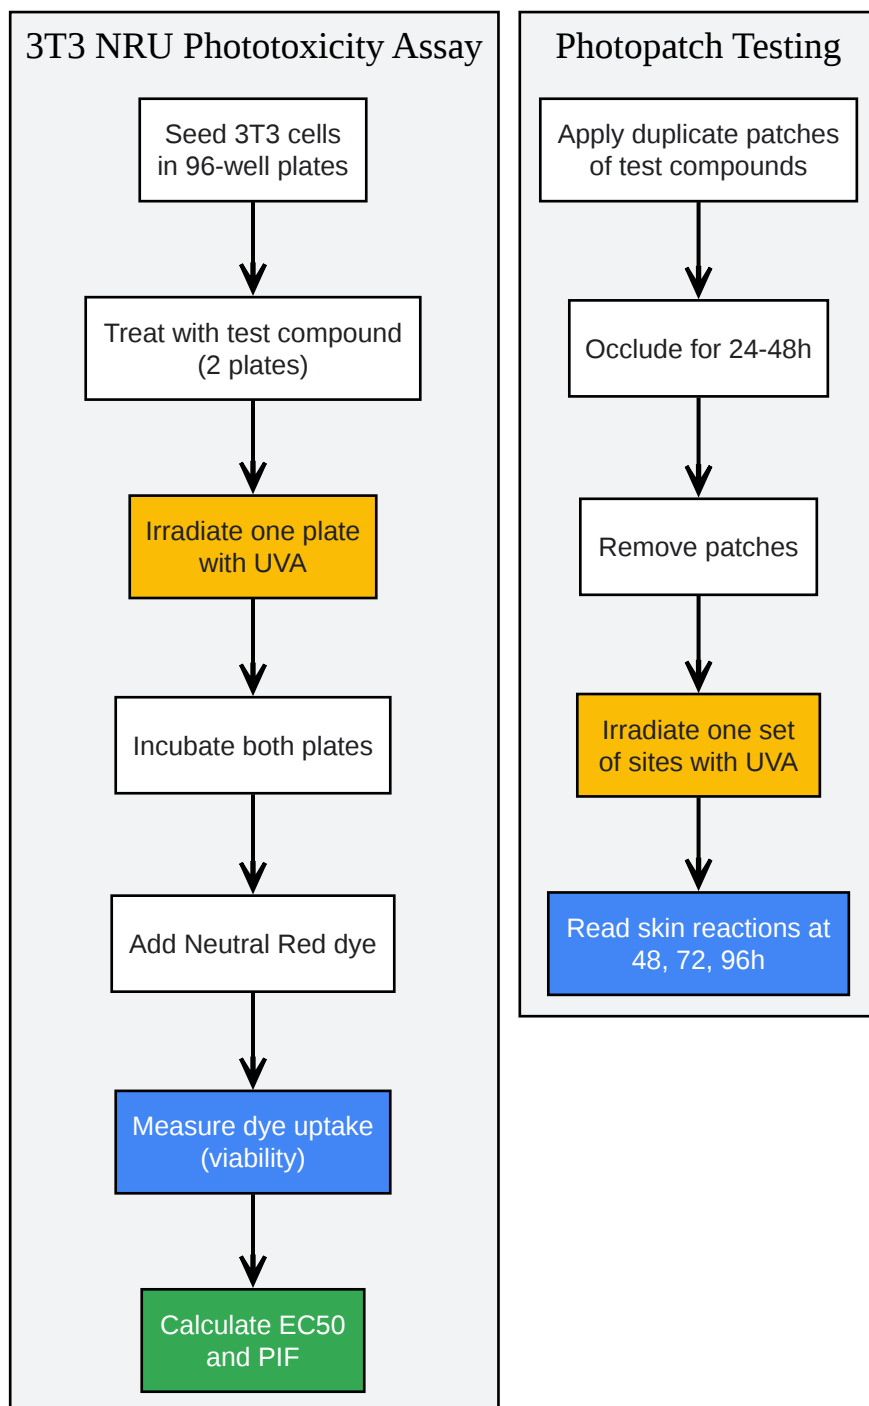 3T3 NRU Phototoxicity Assay
Seed 3T3 cells
in 96-well plates
Treat with test compound
(2 plates)
Irradiate one plate
with UVA
Incubate both plates
Add Neutral Red dye
Measure dye uptake
(viability)
Calculate EC50
and PIF
Photopatch Testing
Apply duplicate patches
of test compounds
Occlude for 24-48h
Remove patches
Irradiate one set
of sites with UVA
Read skin reactions at
48, 72, 96h